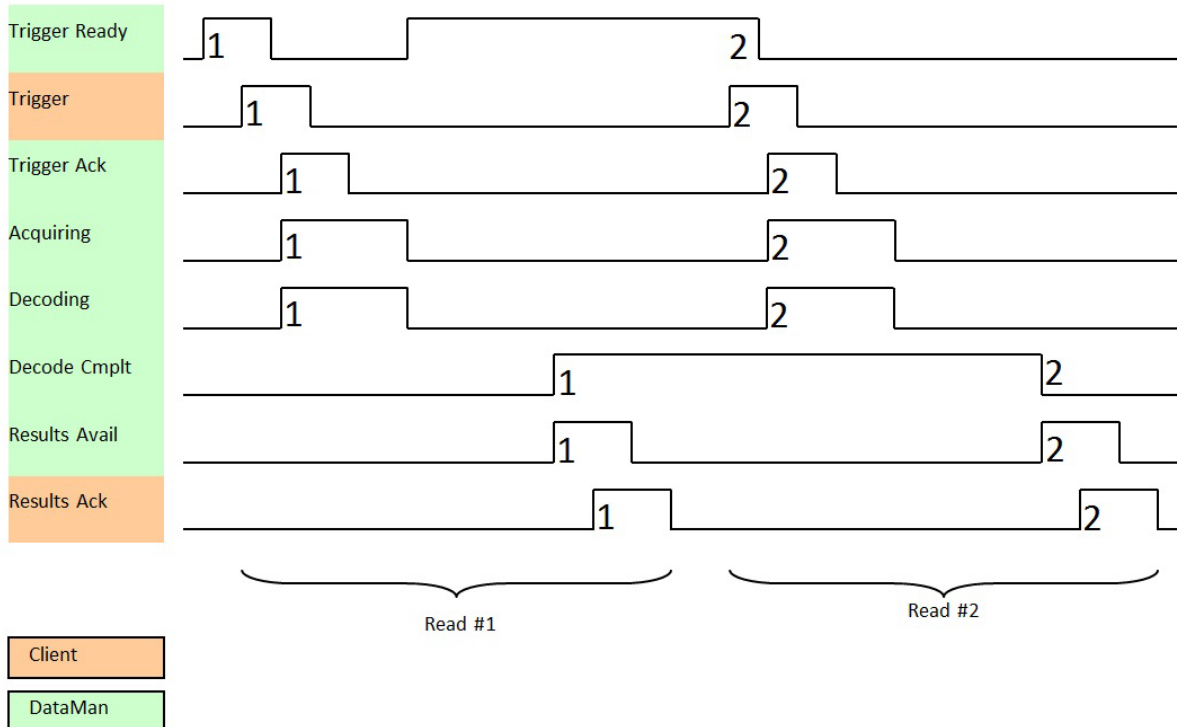 Trigger Ready
1
2
Trigger
1
2
Trigger Ack
1
2
Acquiring
1
2
Decoding
1
2
Decode Cmplt
1
2
Results Avail
1
2
Results Ack
1
2
Read #1
Read #2
Client
DataMan